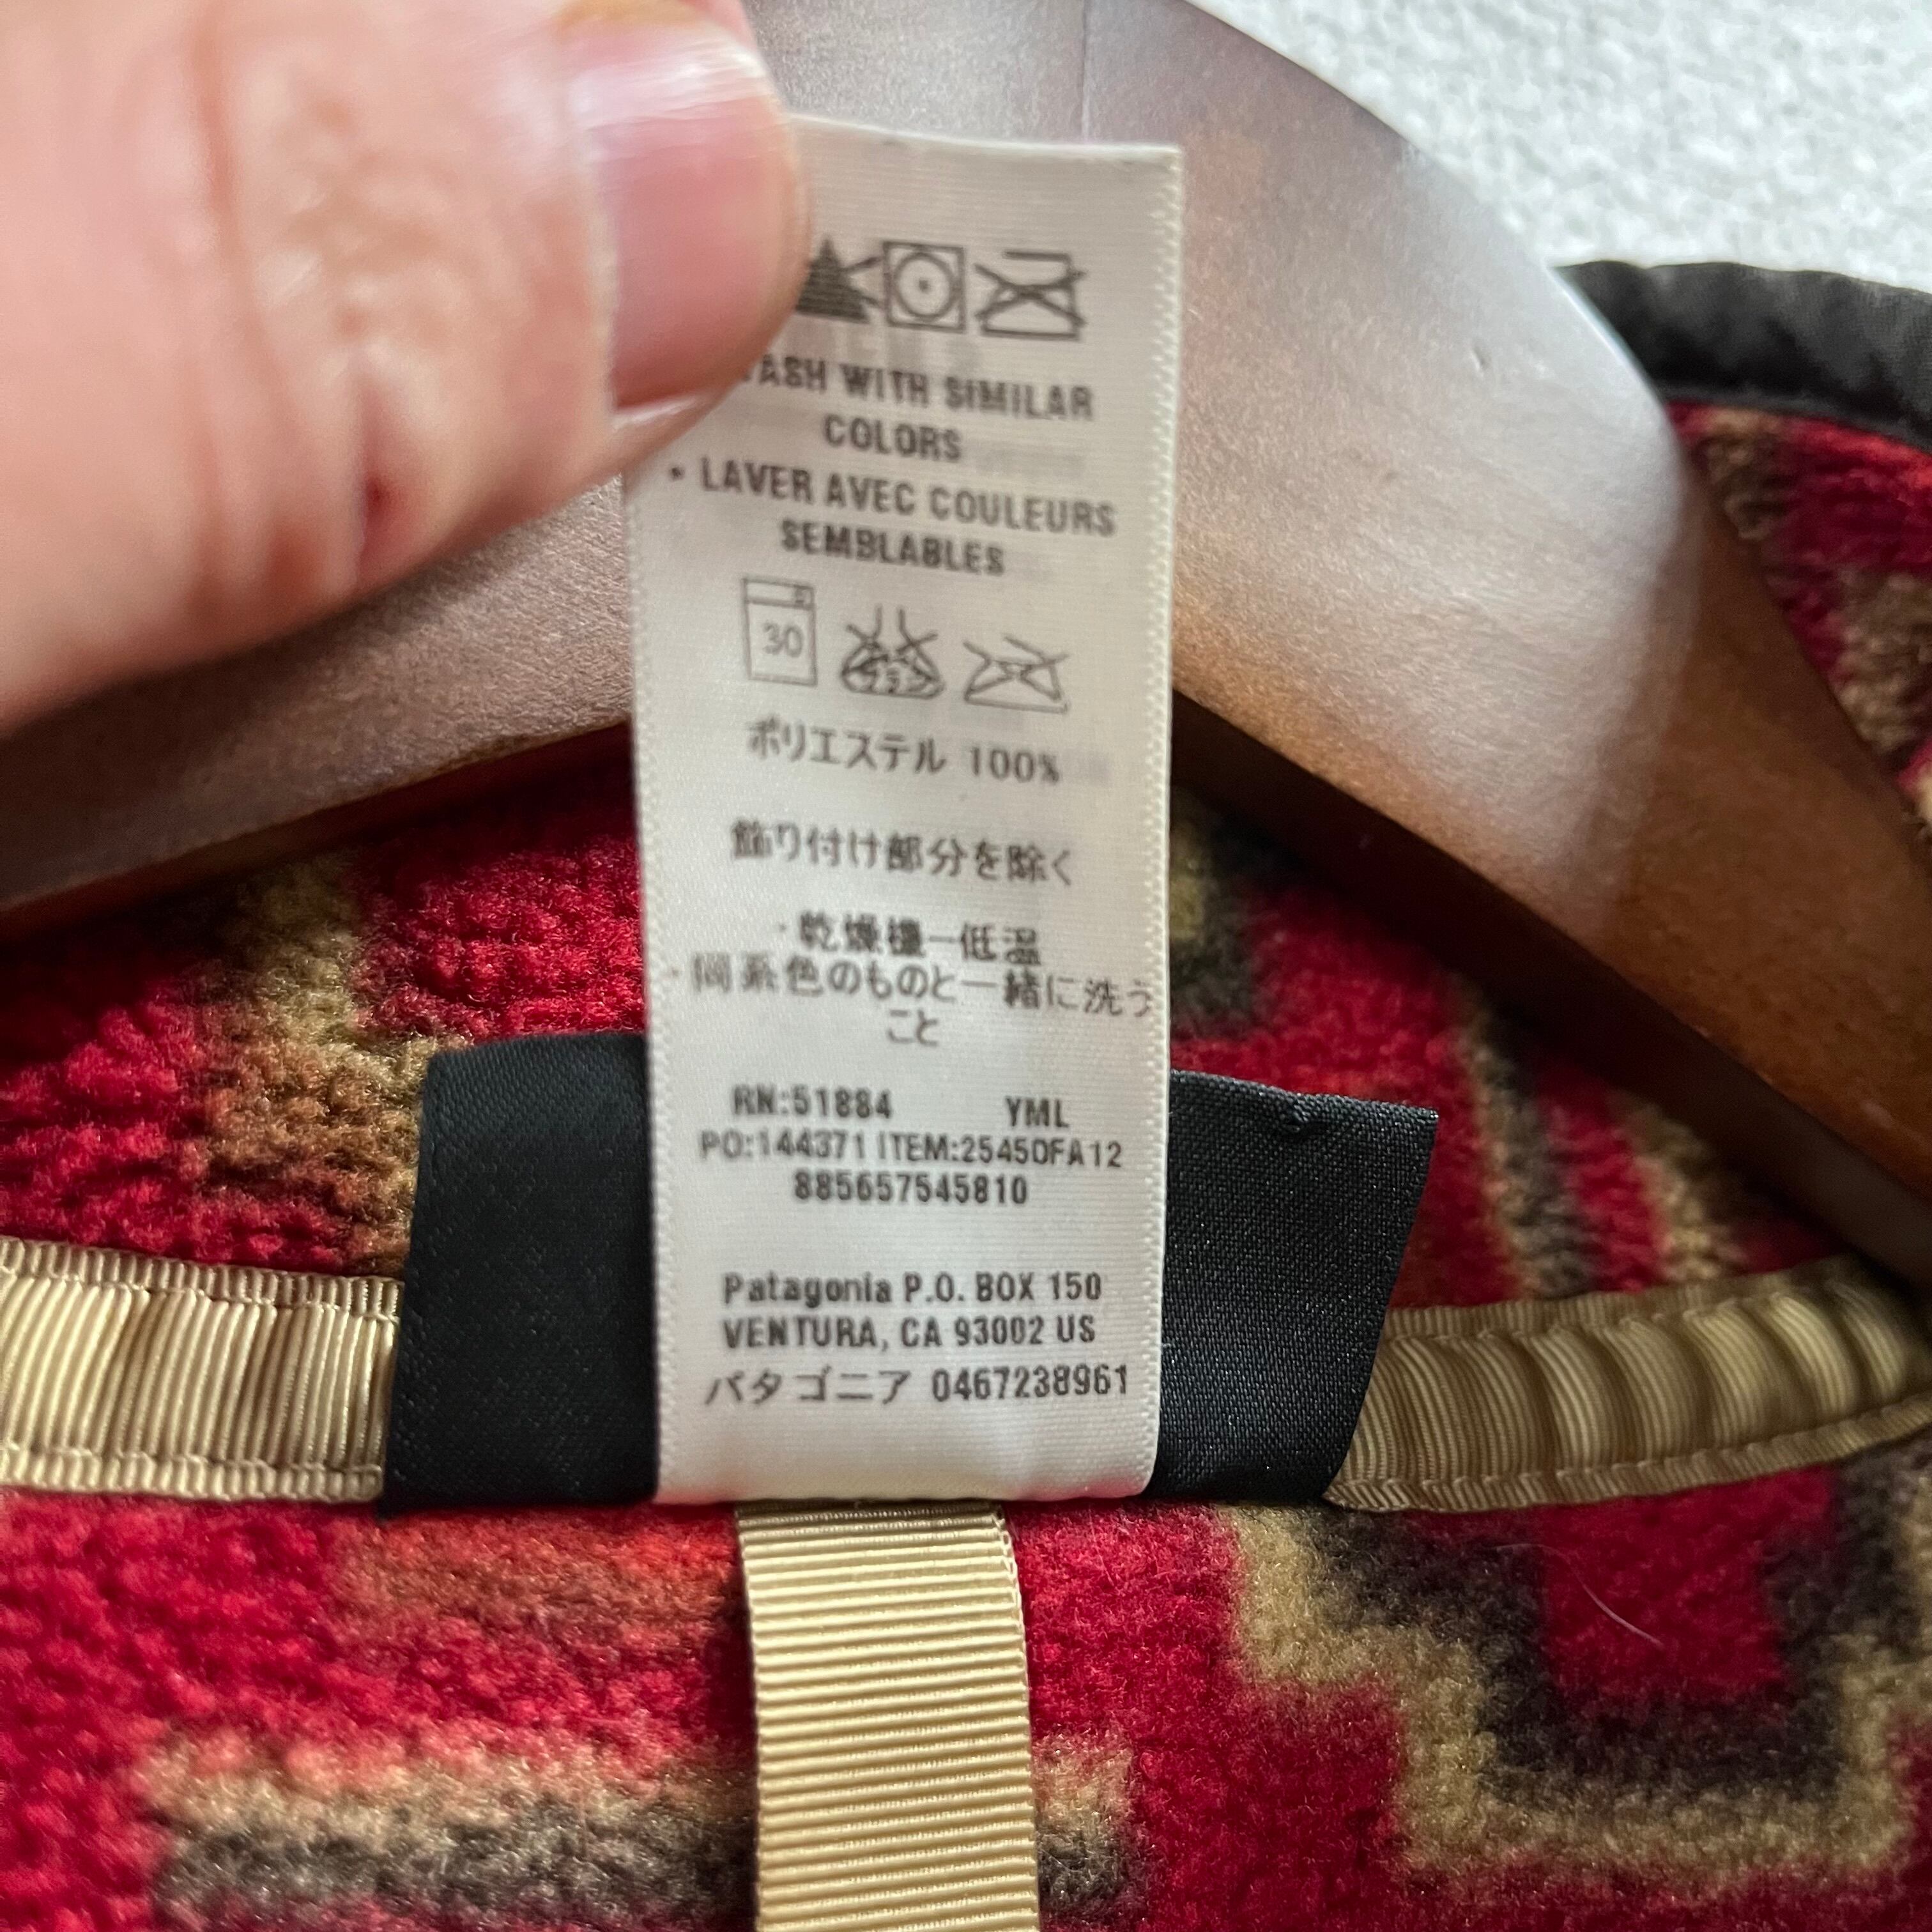 WITH SIMILAR
COLORS
• LAVER AVEC COULEURS
SEMBLABLES
30
ポリエステル 100%
飾り付け部分を除く
・乾燥機ー低温
・同系色のものと一緒に洗う
こと
RN:51884 YML
PO:144371 ITEM:25450FA12
885657545810
Patagonia P.O. BOX 150
VENTURA, CA 93002 US
パタゴニア 0467238961